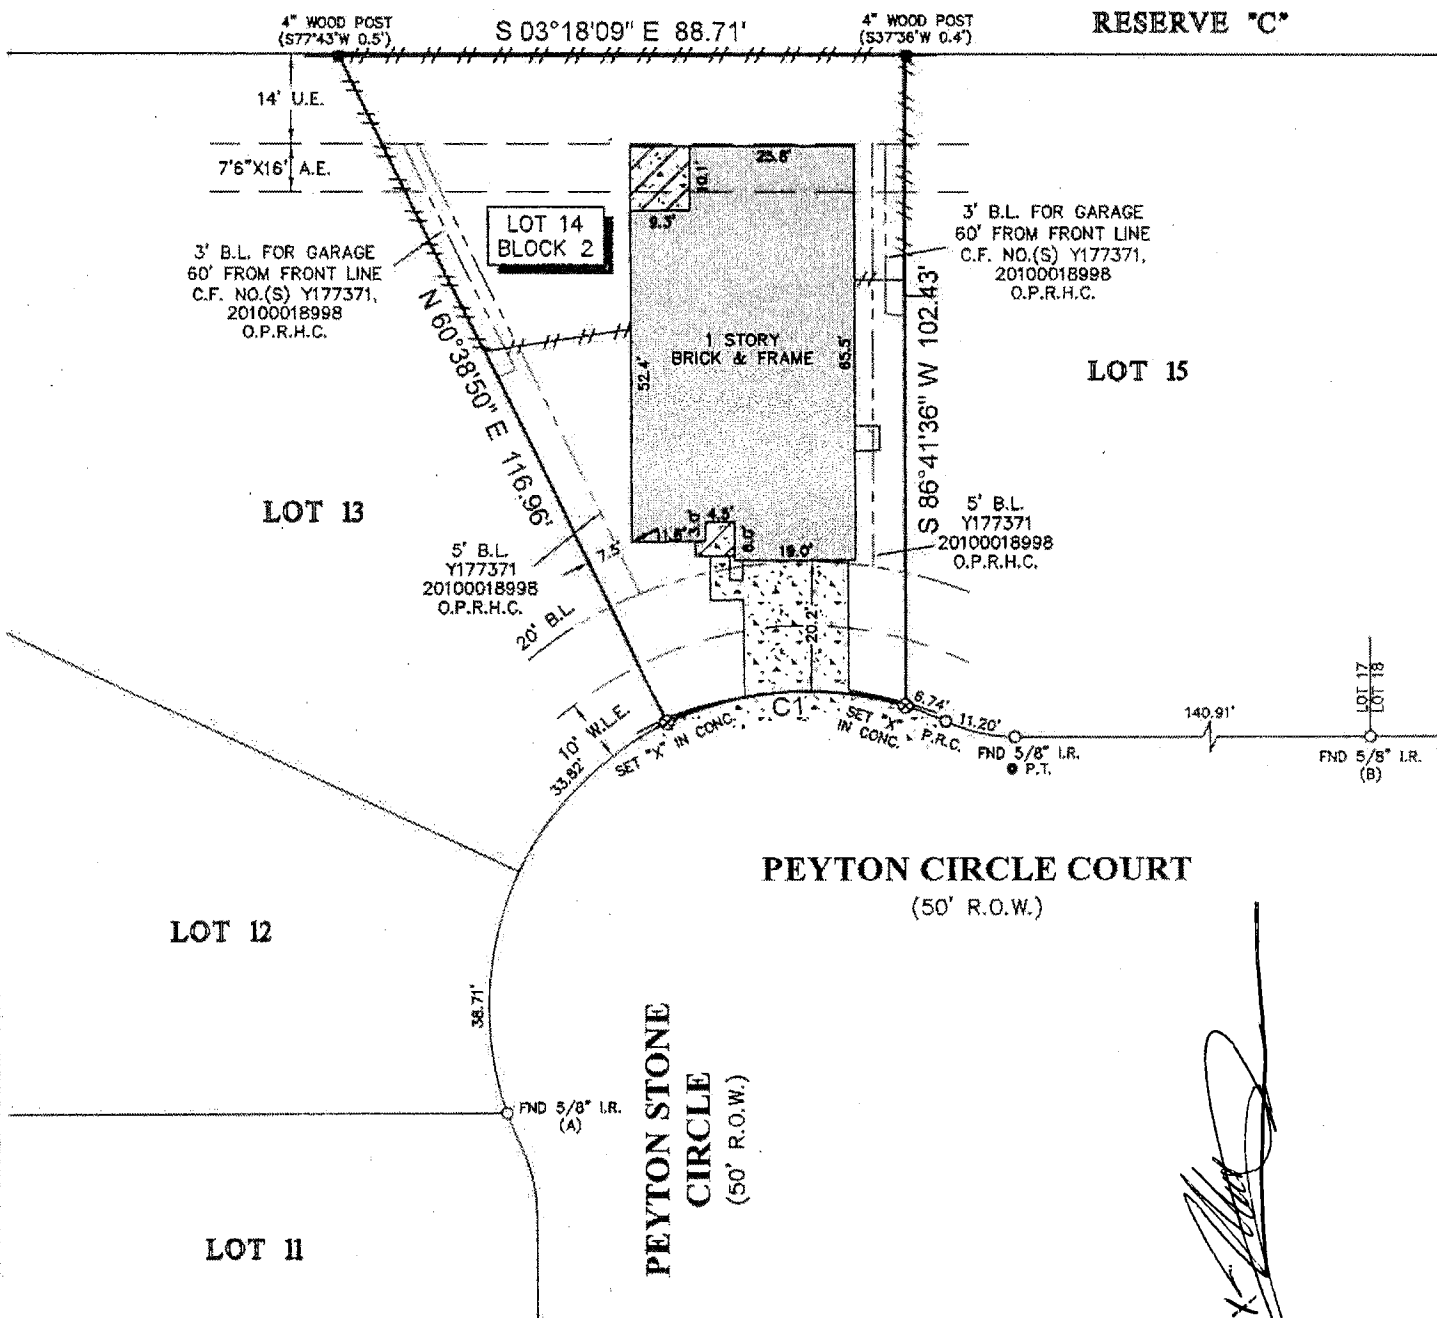 4" WOOD POST
(S77°43'W 0.5')
S 03°18'09" E 88.71'
4" WOOD POST
(S37°36'W 0.4')
RESERVE "C"
14' U.E.
7'6"X16' A.E.
25.8'
10.1'
9.3'
LOT 14
BLOCK 2
3' B.L. FOR GARAGE
60' FROM FRONT LINE
C.F. NO.(S) Y177371,
20100018998
O.P.R.H.C.
3' B.L. FOR GARAGE
60' FROM FRONT LINE
C.F. NO.(S) Y177371,
20100018998
O.P.R.H.C.
N 60°38'50" E 116.96'
1 STORY
BRICK & FRAME
52.4'
65.5'
S 86°41'36" W 102.43'
LOT 15
LOT 13
5' B.L.
Y177371
20100018998
O.P.R.H.C.
7.5'
11.8'
3.0'
4.5'
6.0'
19.0'
5' B.L.
Y177371
20100018998
O.P.R.H.C.
20' B.L.
20.2'
10' W.L.E.
33.82'
SET "X" IN CONC.
C1
SET "X"
IN CONC.
6.74'
P.R.C.
11.20'
FND 5/8" I.R.
P.T.
140.91'
LOT 17
LOT 18
FND 5/8" I.R.
(B)
PEYTON CIRCLE COURT
(50' R.O.W.)
LOT 12
38.71'
FND 5/8" I.R.
(A)
PEYTON STONE
CIRCLE
(50' R.O.W.)
LOT 11
X